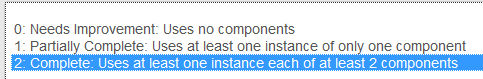 0: Needs Improvement: Uses no components
1: Partially Complete: Uses at least one instance of only one component
2: Complete: Uses at least one instance each of at least 2 components